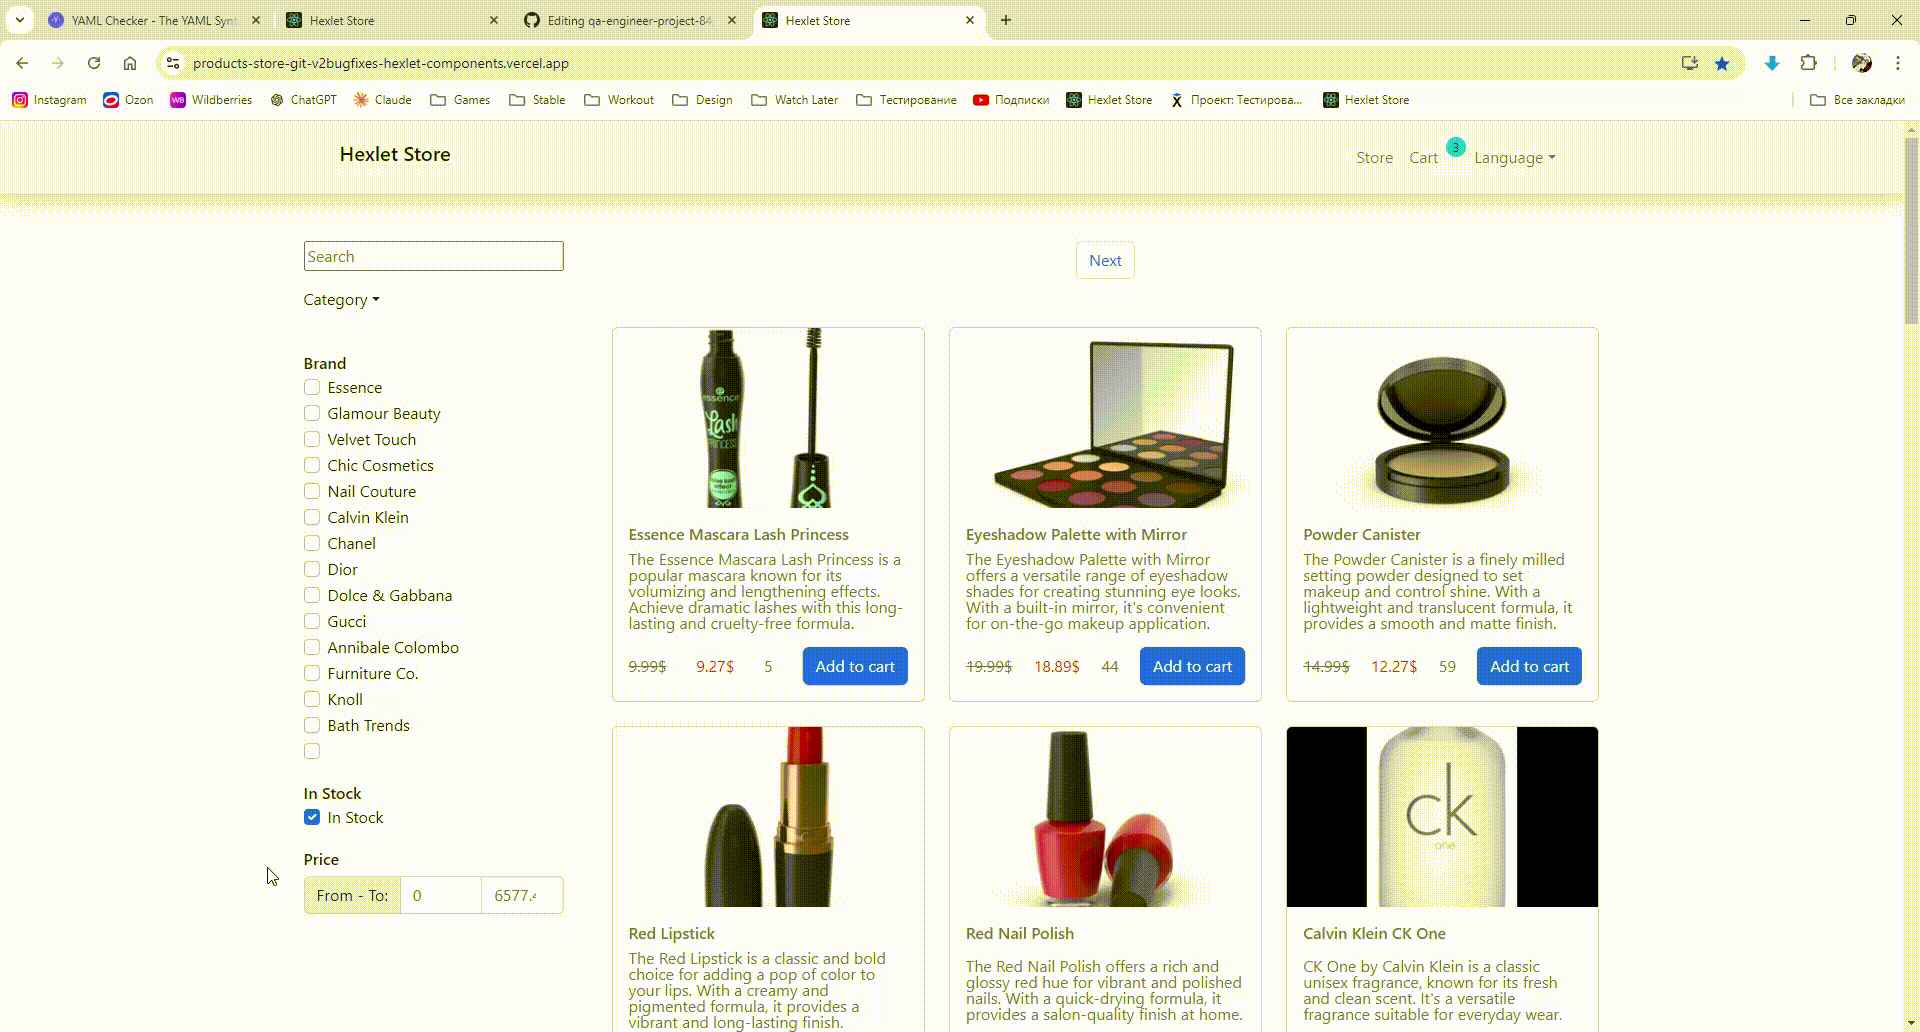 YAML Checker - The YAML Synt
Hexlet Store
Editing qa-engineer-project-84
Hexlet Store
products-store-git-v2bugfixes-hexlet-components.vercel.app
Instagram
Ozon
WB Wildberries
ChatGPT
Claude
Games
Stable
Workout
Design
Watch Later
Тестирование
Подписки
Hexlet Store
Проект: Тестирова...
Hexlet Store
Все закладки
Hexlet Store
Store
Cart
3
Language
Search
Next
Category
Brand
Essence
Glamour Beauty
Velvet Touch
Chic Cosmetics
Nail Couture
Calvin Klein
Chanel
Dior
Dolce & Gabbana
Gucci
Annibale Colombo
Furniture Co.
Knoll
Bath Trends
In Stock
In Stock
Price
From - To:
0
6577.4
essence
Lash
PRINCESS
Essence Mascara Lash Princess
The Essence Mascara Lash Princess is a
popular mascara known for its
volumizing and lengthening effects.
Achieve dramatic lashes with this long-
lasting and cruelty-free formula.
9.99$ 9.27$ 5 Add to cart
Eyeshadow Palette with Mirror
The Eyeshadow Palette with Mirror
offers a versatile range of eyeshadow
shades for creating stunning eye looks.
With a built-in mirror, it's convenient
for on-the-go makeup application.
19.99$ 18.89$ 44 Add to cart
Powder Canister
The Powder Canister is a finely milled
setting powder designed to set
makeup and control shine. With a
lightweight and translucent formula, it
provides a smooth and matte finish.
14.99$ 12.27$ 59 Add to cart
Red Lipstick
The Red Lipstick is a classic and bold
choice for adding a pop of color to
your lips. With a creamy and
pigmented formula, it provides a
vibrant and long-lasting finish.
Red Nail Polish
The Red Nail Polish offers a rich and
glossy red hue for vibrant and polished
nails. With a quick-drying formula, it
provides a salon-quality finish at home.
ck
one
Calvin Klein CK One
CK One by Calvin Klein is a classic
unisex fragrance, known for its fresh
and clean scent. It's a versatile
fragrance suitable for everyday wear.